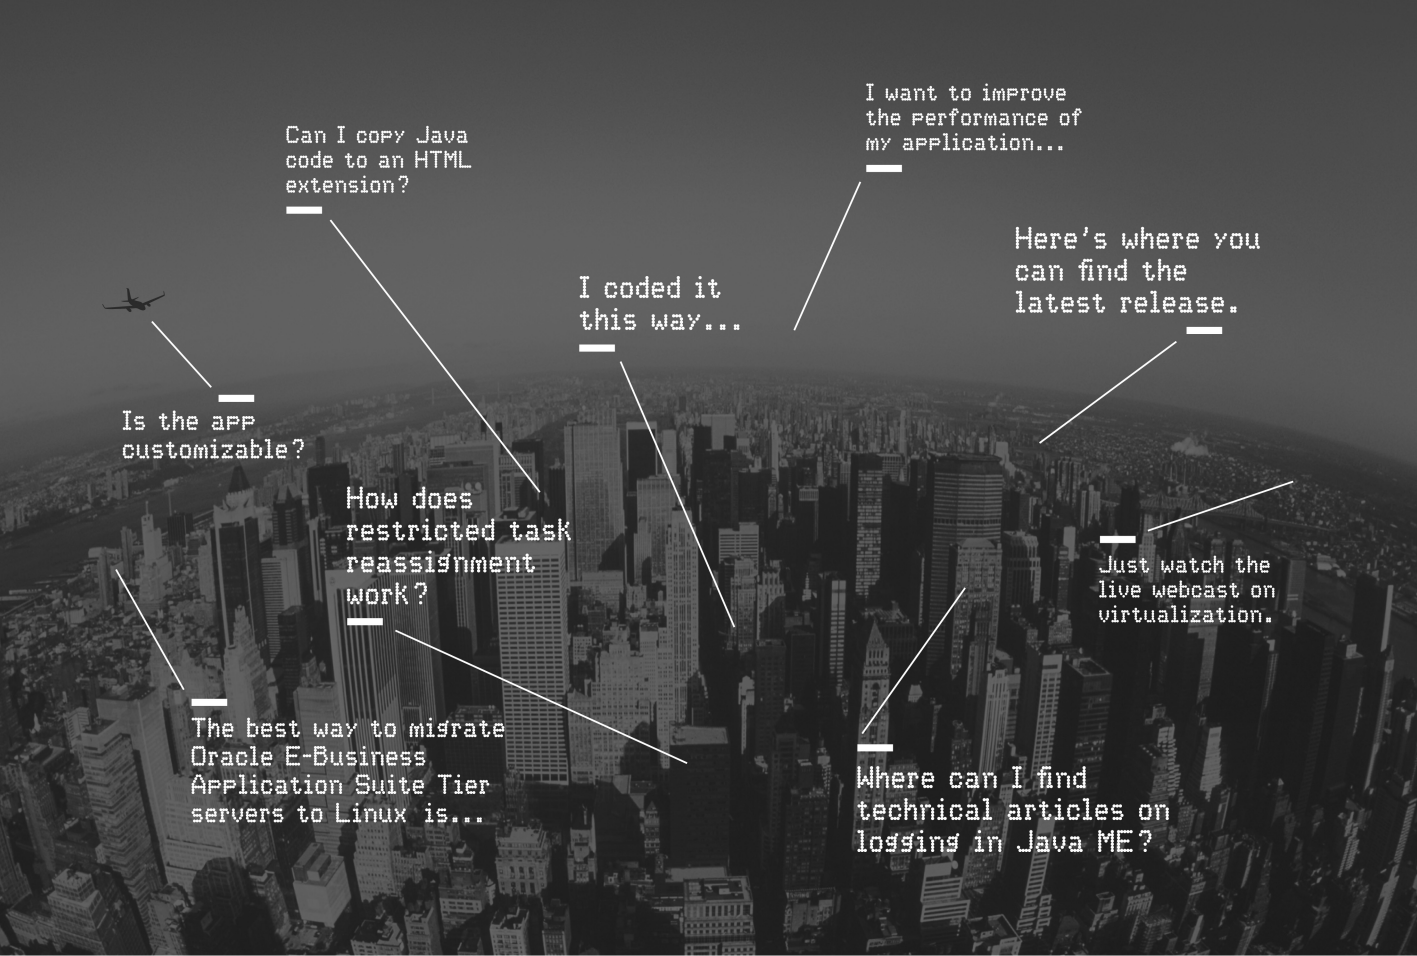 I want to improve
the performance of
my application...
Can I copy Java
code to an HTML
extension?
Here's where you
can find the
latest release.
I coded it
this way...
Is the app
customizable?
How does
restricted task
reassignment
work?
Just watch the
live webcast on
virtualization.
The best way to migrate
Oracle E-Business
Application Suite Tier
servers to Linux is...
Where can I find
technical articles on
logging in Java ME?